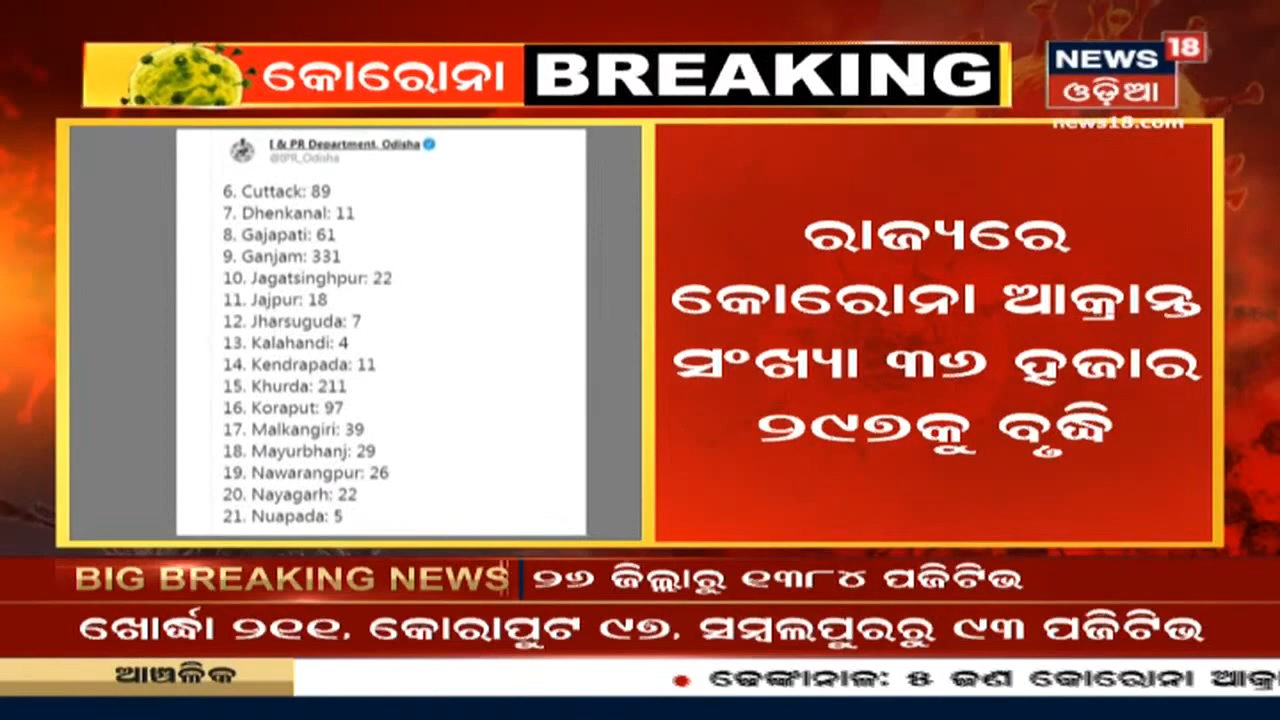 କୋରୋନା BREAKING
NEWS 18
ଓଡ଼ିଆ
news18.com
I & PR Department, Odisha
@IPR_Odisha
6. Cuttack: 89
7. Dhenkanal: 11
8. Gajapati: 61
9. Ganjam: 331
10. Jagatsinghpur: 22
11. Jajpur: 18
12. Jharsuguda: 7
13. Kalahandi: 4
14. Kendrapada: 11
15. Khurda: 211
16. Koraput: 97
17. Malkangiri: 39
18. Mayurbhanj: 29
19. Nawarangpur: 26
20. Nayagarh: 22
21. Nuapada: 5
ରାଜ୍ୟରେ
କୋରୋନା ଆକ୍ରାନ୍ତ
ସଂଖ୍ୟା ୩୬ ହଜାର
୨୯୭କୁ ବୃଦ୍ଧି
BIG BREAKING NEWS ୨୬ ଜିଲ୍ଲାରୁ ୧୩୮୪ ପଜିଟିଭ
ଖୋର୍ଦ୍ଧା ୨୧୧, କୋରାପୁଟ ୯୭, ସମ୍ବଲପୁରରୁ ୯୩ ପଜିଟିଭ
ଆଞ୍ଚଳିକ • ଢେଙ୍କାନାଳ: ୫ ଜଣ କୋରୋନା